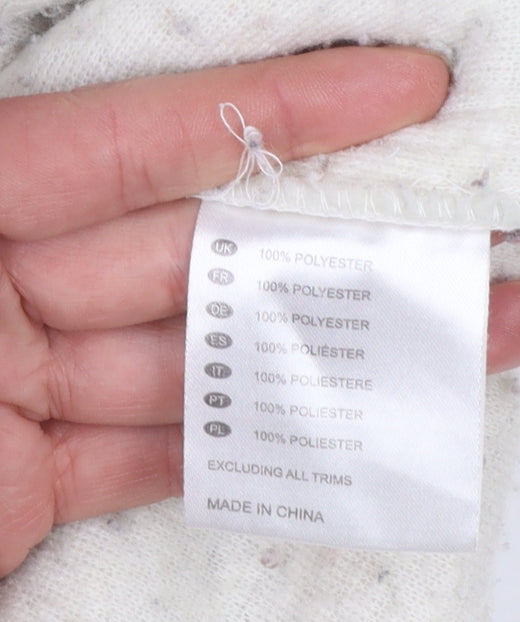 UK 100% POLYESTER
FR 100% POLYESTER
DE 100% POLYESTER
ES 100% POLIÉSTER
IT 100% POLIESTERE
PT 100% POLIÉSTER
PL 100% POLIESTER
EXCLUDING ALL TRIMS
MADE IN CHINA